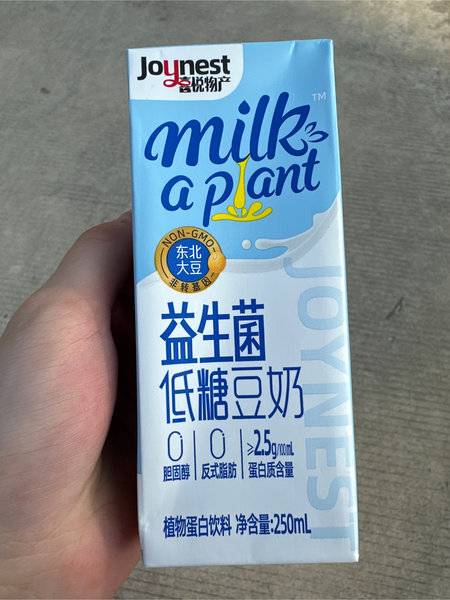 Joynest
喜悦物产
milk
TM
a plant
NON-GMO
东北
大豆
非转基因
益生菌
低糖豆奶
0
胆固醇
0
反式脂肪
≥2.5g/100mL
蛋白质含量
植物蛋白饮料 净含量:250mL
JOYNEST